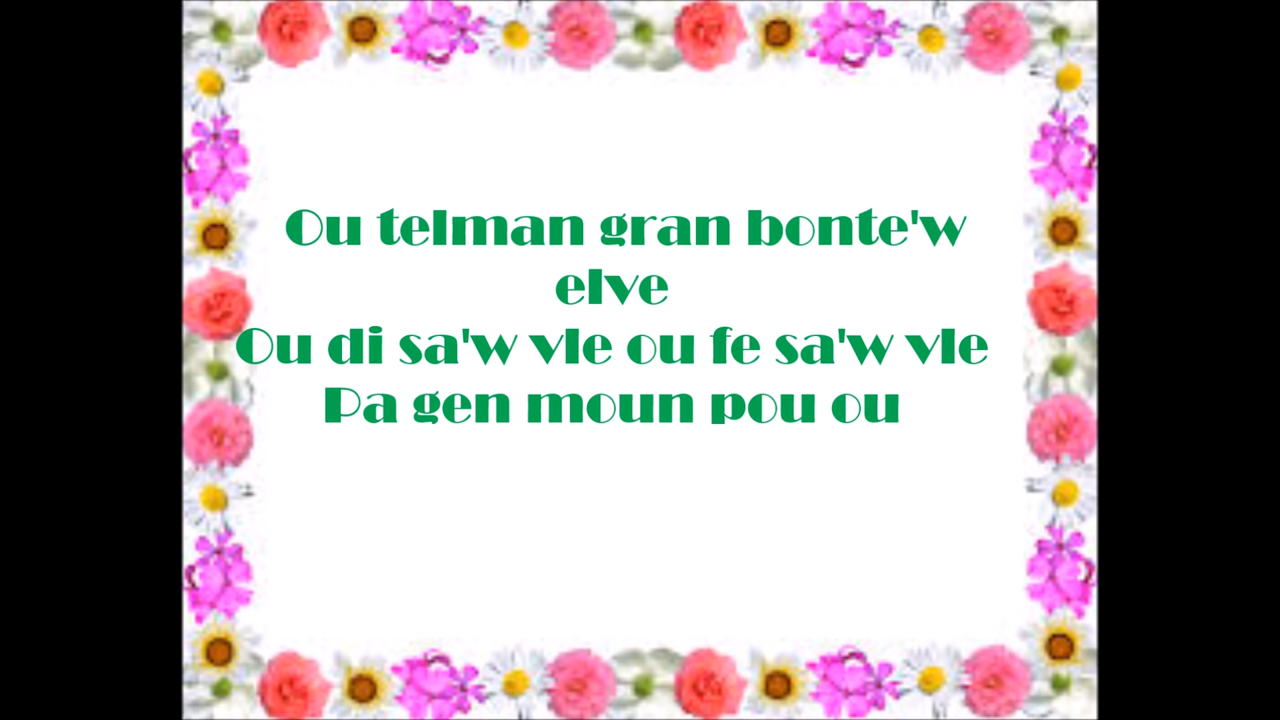 Ou telman gran bonte'w
elve
Ou di sa'w vle ou fe sa'w vle
Pa gen moun pou ou